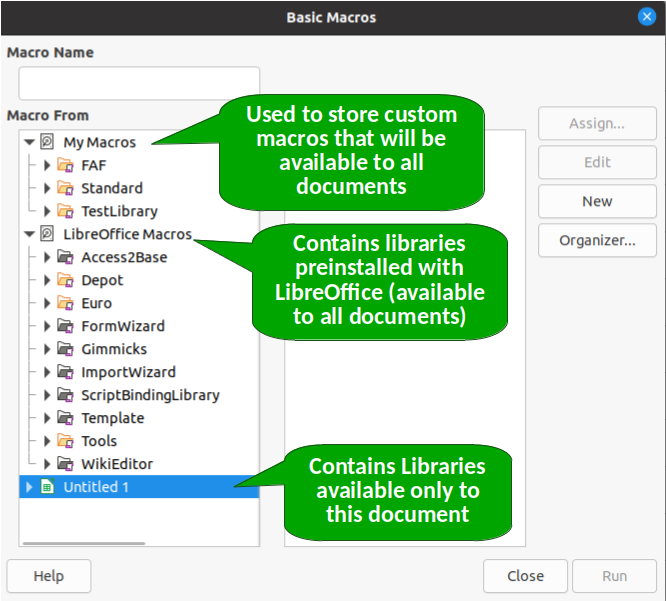 Basic Macros
Macro Name
Macro From
My Macros
FAF
Standard
TestLibrary
LibreOffice Macros
Access2Base
Depot
Euro
FormWizard
Gimmicks
ImportWizard
ScriptBindingLibrary
Template
Tools
WikiEditor
Untitled 1
Used to store custom
macros that will be
available to all
documents
Contains libraries
preinstalled with
LibreOffice (available
to all documents)
Contains Libraries
available only to
this document
Assign...
Edit
New
Organizer...
Help
Close
Run